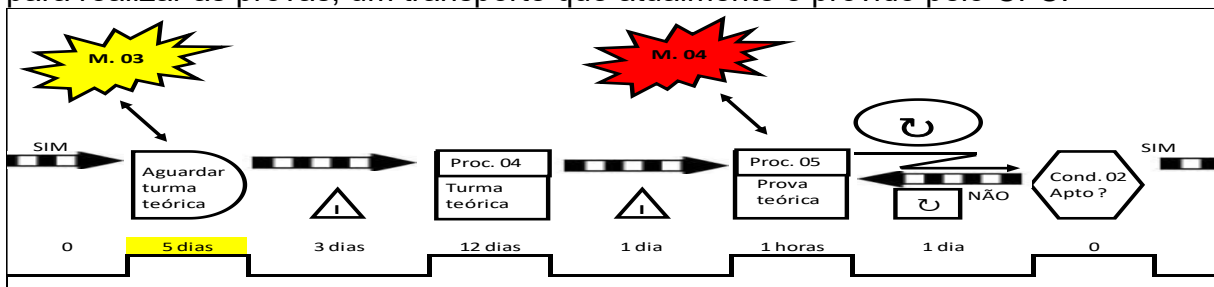 M. 03
M. 04
SIM
Aguardar
turma
teórica
Proc. 04
Turma
teórica
Proc. 05
Prova
teórica
NÃO
Cond. 02
Apto ?
SIM
I
I
0
5 dias
3 dias
12 dias
1 dia
1 horas
1 dia
0